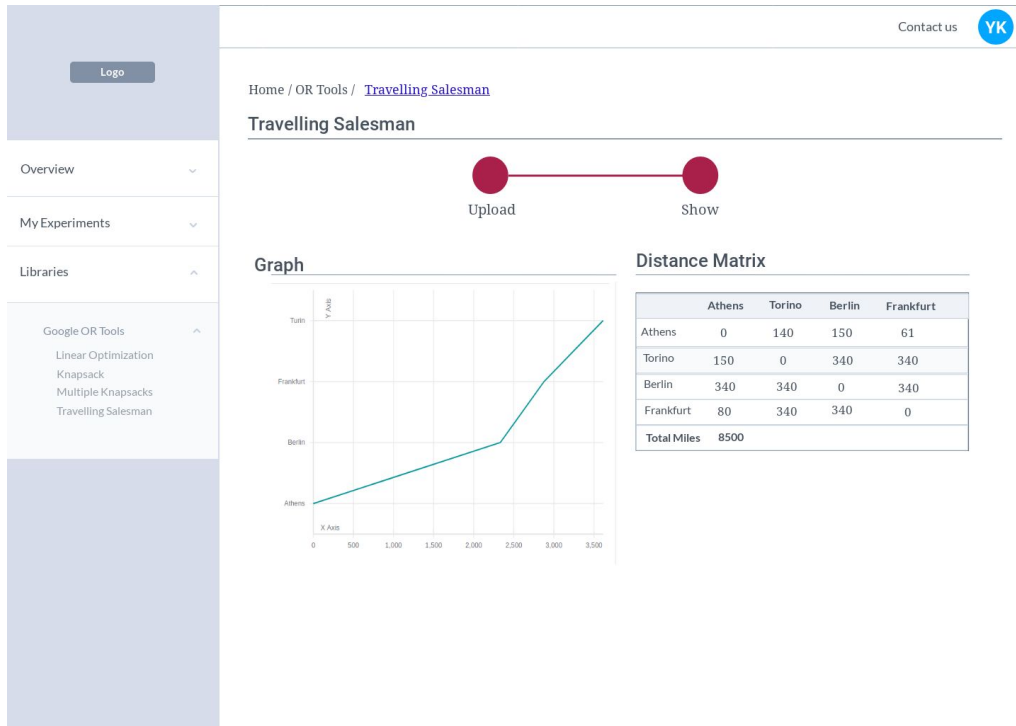 Contact us
YK
Logo
Home / OR Tools / Travelling Salesman
Travelling Salesman
Overview
My Experiments
Libraries
Google OR Tools
Linear Optimization
Knapsack
Multiple Knapsacks
Travelling Salesman
Upload
Show
Graph
Y Axis
Turin
Frankfurt
Berlin
Athens
X Axis
0 500 1,000 1,500 2,000 2,500 3,000 3,500
Distance Matrix
Athens Torino Berlin Frankfurt
Athens 0 140 150 61
Torino 150 0 340 340
Berlin 340 340 0 340
Frankfurt 80 340 340 0
Total Miles 8500